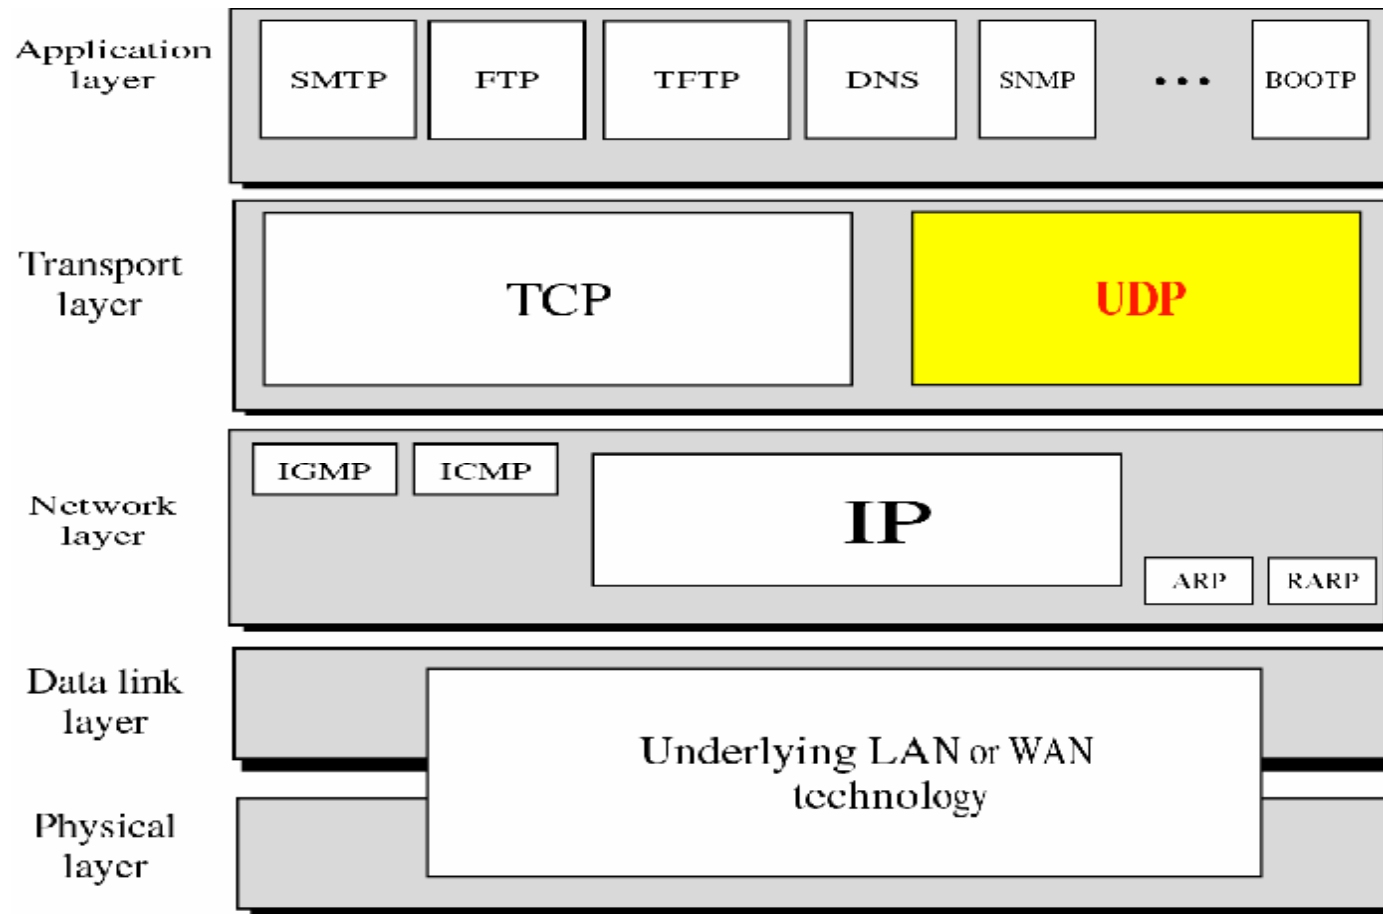 Application
layer
SMTP
FTP
TFTP
DNS
SNMP
•••
BOOTP
Transport
layer
TCP
UDP
Network
layer
IGMP
ICMP
IP
ARP
RARP
Data link
layer
Underlying LAN or WAN
technology
Physical
layer